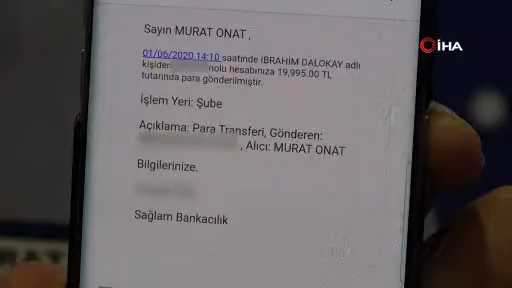 Sayın MURAT ONAT ,
01/06/2020 14:10 saatinde IBRAHİM DALOKAY adlı
kişiden nolu hesabınıza 19,995.00 TL
tutarında para gönderilmiştir.
İşlem Yeri: Şube
Açıklama: Para Transferi, Gönderen:
, Alıcı: MURAT ONAT
Bilgilerinize.
Sağlam Bankacılık
İHA